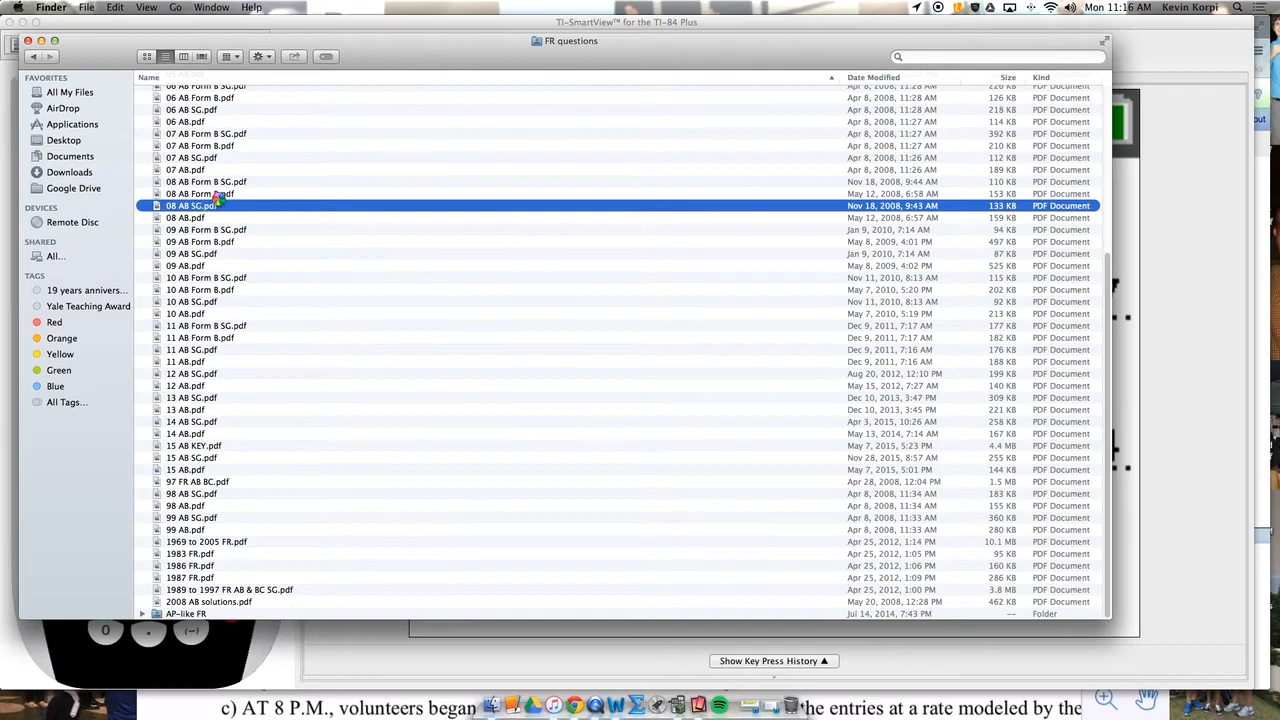 Finder File Edit View Go Window Help Mon 11:16 AM Kevin Korpi
TI-SmartView™ for the TI-84 Plus
FR questions
FAVORITES
All My Files
AirDrop
Applications
Desktop
Documents
Downloads
Google Drive
DEVICES
Remote Disc
SHARED
All...
TAGS
19 years annivers...
Yale Teaching Award
Red
Orange
Yellow
Green
Blue
All Tags...
Name Date Modified Size Kind
06 AB Form B SG.pdf Apr 8, 2008, 11:28 AM 226 KB PDF Document
06 AB Form B.pdf Apr 8, 2008, 11:28 AM 126 KB PDF Document
06 AB SG.pdf Apr 8, 2008, 11:28 AM 218 KB PDF Document
06 AB.pdf Apr 8, 2008, 11:27 AM 114 KB PDF Document
07 AB Form B SG.pdf Apr 8, 2008, 11:27 AM 392 KB PDF Document
07 AB Form B.pdf Apr 8, 2008, 11:27 AM 210 KB PDF Document
07 AB SG.pdf Apr 8, 2008, 11:26 AM 112 KB PDF Document
07 AB.pdf Apr 8, 2008, 11:26 AM 189 KB PDF Document
08 AB Form B SG.pdf Nov 18, 2008, 9:44 AM 110 KB PDF Document
08 AB Form B.pdf May 12, 2008, 6:58 AM 153 KB PDF Document
08 AB SG.pdf Nov 18, 2008, 9:43 AM 133 KB PDF Document
08 AB.pdf May 12, 2008, 6:57 AM 159 KB PDF Document
09 AB Form B SG.pdf Jan 9, 2010, 7:14 AM 94 KB PDF Document
09 AB Form B.pdf May 8, 2009, 4:01 PM 497 KB PDF Document
09 AB SG.pdf Jan 9, 2010, 7:14 AM 87 KB PDF Document
09 AB.pdf May 8, 2009, 4:02 PM 525 KB PDF Document
10 AB Form B SG.pdf Nov 11, 2010, 8:13 AM 115 KB PDF Document
10 AB Form B.pdf May 7, 2010, 5:20 PM 202 KB PDF Document
10 AB SG.pdf Nov 11, 2010, 8:13 AM 92 KB PDF Document
10 AB.pdf May 7, 2010, 5:19 PM 213 KB PDF Document
11 AB Form B SG.pdf Dec 9, 2011, 7:17 AM 177 KB PDF Document
11 AB Form B.pdf Dec 9, 2011, 7:17 AM 182 KB PDF Document
11 AB SG.pdf Dec 9, 2011, 7:16 AM 176 KB PDF Document
11 AB.pdf Dec 9, 2011, 7:16 AM 188 KB PDF Document
12 AB SG.pdf Aug 20, 2012, 12:10 PM 199 KB PDF Document
12 AB.pdf May 15, 2012, 7:27 AM 140 KB PDF Document
13 AB SG.pdf Dec 10, 2013, 3:47 PM 309 KB PDF Document
13 AB.pdf Dec 10, 2013, 3:45 PM 221 KB PDF Document
14 AB SG.pdf Apr 3, 2015, 10:26 AM 258 KB PDF Document
14 AB.pdf May 13, 2014, 7:14 AM 167 KB PDF Document
15 AB KEY.pdf May 7, 2015, 5:23 PM 4.4 MB PDF Document
15 AB SG.pdf Nov 28, 2015, 8:57 AM 255 KB PDF Document
15 AB.pdf May 7, 2015, 5:01 PM 144 KB PDF Document
97 FR AB BC.pdf Apr 28, 2008, 12:04 PM 1.5 MB PDF Document
98 AB SG.pdf Apr 8, 2008, 11:34 AM 183 KB PDF Document
98 AB.pdf Apr 8, 2008, 11:34 AM 155 KB PDF Document
99 AB SG.pdf Apr 8, 2008, 11:33 AM 360 KB PDF Document
99 AB.pdf Apr 8, 2008, 11:33 AM 280 KB PDF Document
1969 to 2005 FR.pdf Apr 25, 2012, 1:14 PM 10.1 MB PDF Document
1983 FR.pdf Apr 25, 2012, 1:05 PM 95 KB PDF Document
1986 FR.pdf Apr 25, 2012, 1:06 PM 160 KB PDF Document
1987 FR.pdf Apr 25, 2012, 1:09 PM 286 KB PDF Document
1989 to 1997 FR AB & BC SG.pdf Apr 25, 2012, 1:00 PM 3.8 MB PDF Document
2008 AB solutions.pdf May 20, 2008, 12:28 PM 462 KB PDF Document
AP-like FR Jul 14, 2014, 7:43 PM -- Folder
0 . (-)
Show Key Press History ▲
c) AT 8 P.M., volunteers began the entries at a rate modeled by the